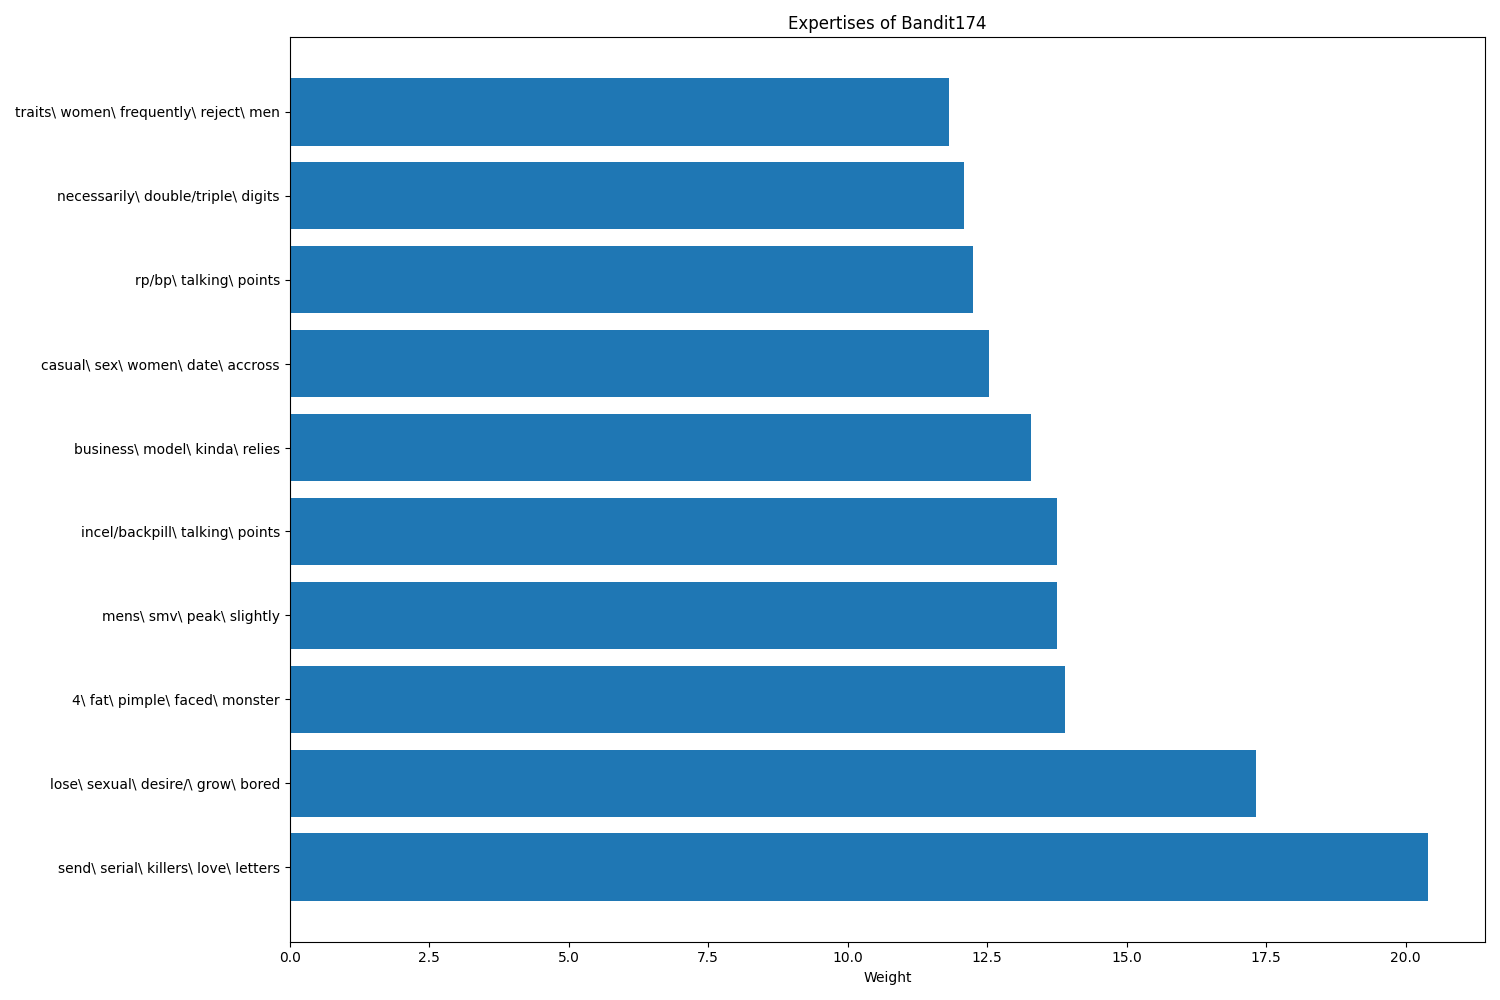 Expertises of Bandit174
traits\ women\ frequently\ reject\ men
necessarily\ double/triple\ digits
rp/bp\ talking\ points
casual\ sex\ women\ date\ accross
business\ model\ kinda\ relies
incel/backpill\ talking\ points
mens\ smv\ peak\ slightly
4\ fat\ pimple\ faced\ monster
lose\ sexual\ desire/\ grow\ bored
send\ serial\ killers\ love\ letters
0.0 2.5 5.0 7.5 10.0 12.5 15.0 17.5 20.0
Weight